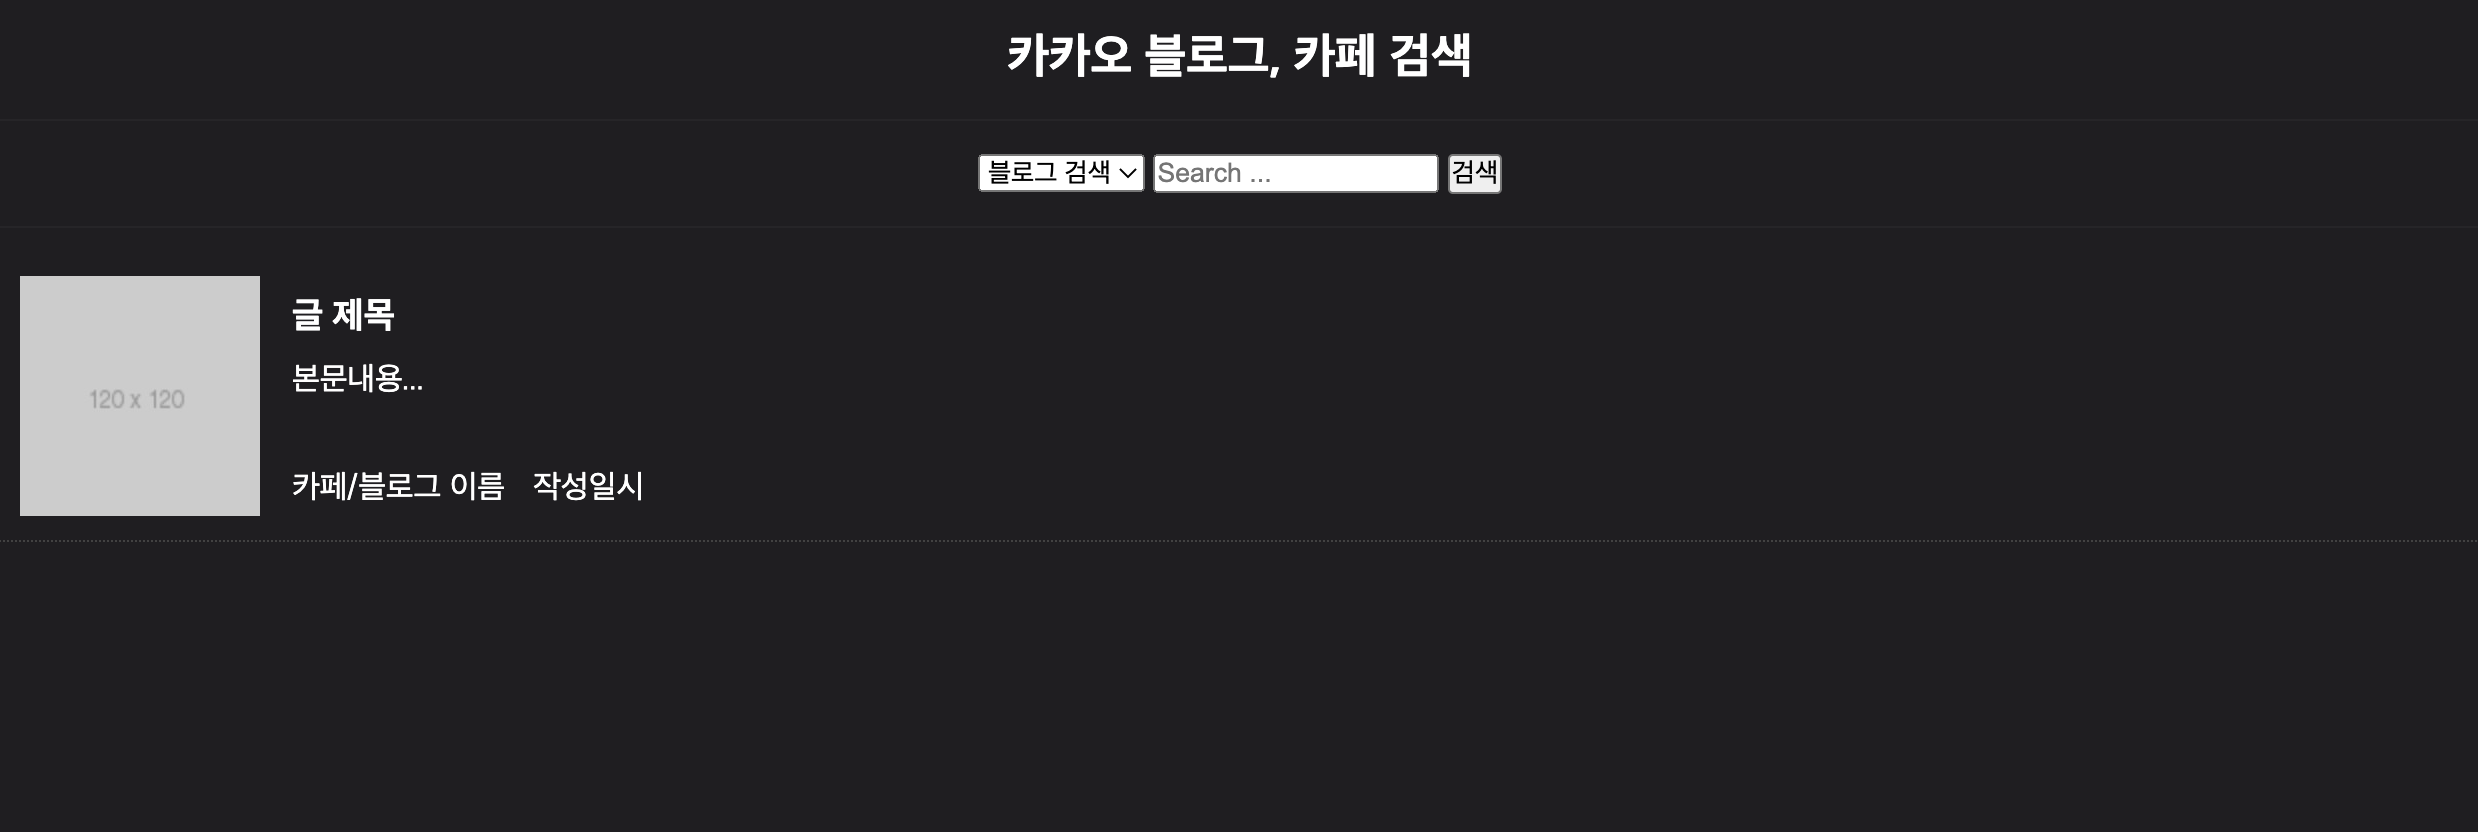 카카오 블로그, 카페 검색
블로그 검색 Search ... 검색
글 제목
본문내용...
120 x 120
카페/블로그 이름 작성일시